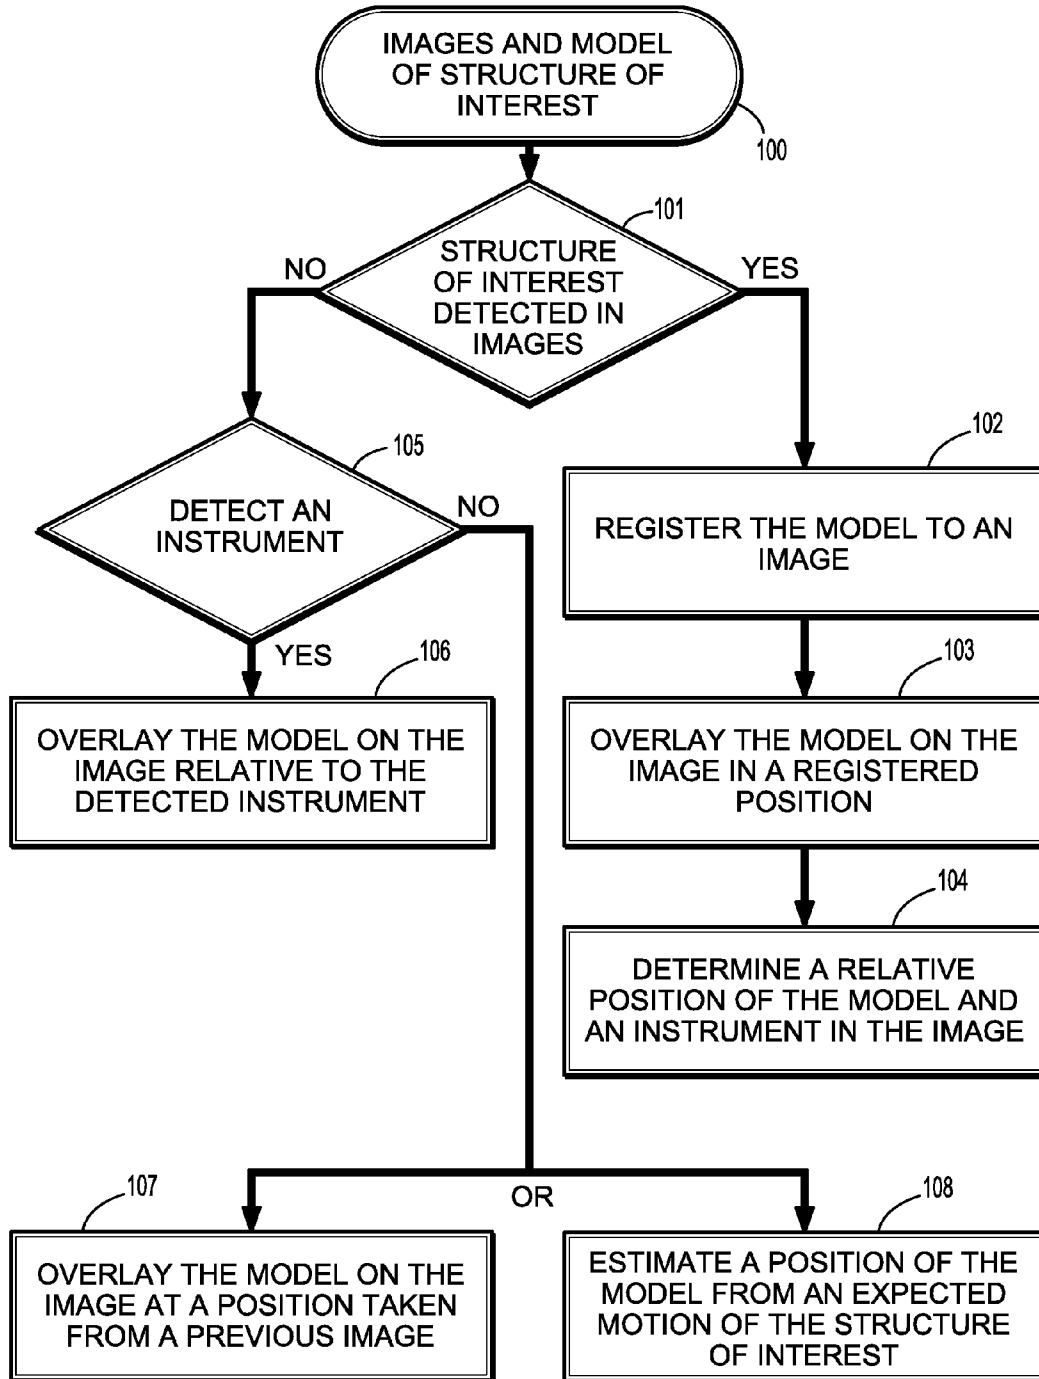 IMAGES AND MODEL
OF STRUCTURE OF
INTEREST
100
101
STRUCTURE
OF INTEREST
DETECTED IN
IMAGES
NO
YES
105
DETECT AN
INSTRUMENT
NO
YES
102
REGISTER THE MODEL TO AN
IMAGE
106
OVERLAY THE MODEL ON THE
IMAGE RELATIVE TO THE
DETECTED INSTRUMENT
103
OVERLAY THE MODEL ON THE
IMAGE IN A REGISTERED
POSITION
104
DETERMINE A RELATIVE
POSITION OF THE MODEL AND
AN INSTRUMENT IN THE IMAGE
OR
107
OVERLAY THE MODEL ON THE
IMAGE AT A POSITION TAKEN
FROM A PREVIOUS IMAGE
108
ESTIMATE A POSITION OF THE
MODEL FROM AN EXPECTED
MOTION OF THE STRUCTURE
OF INTEREST